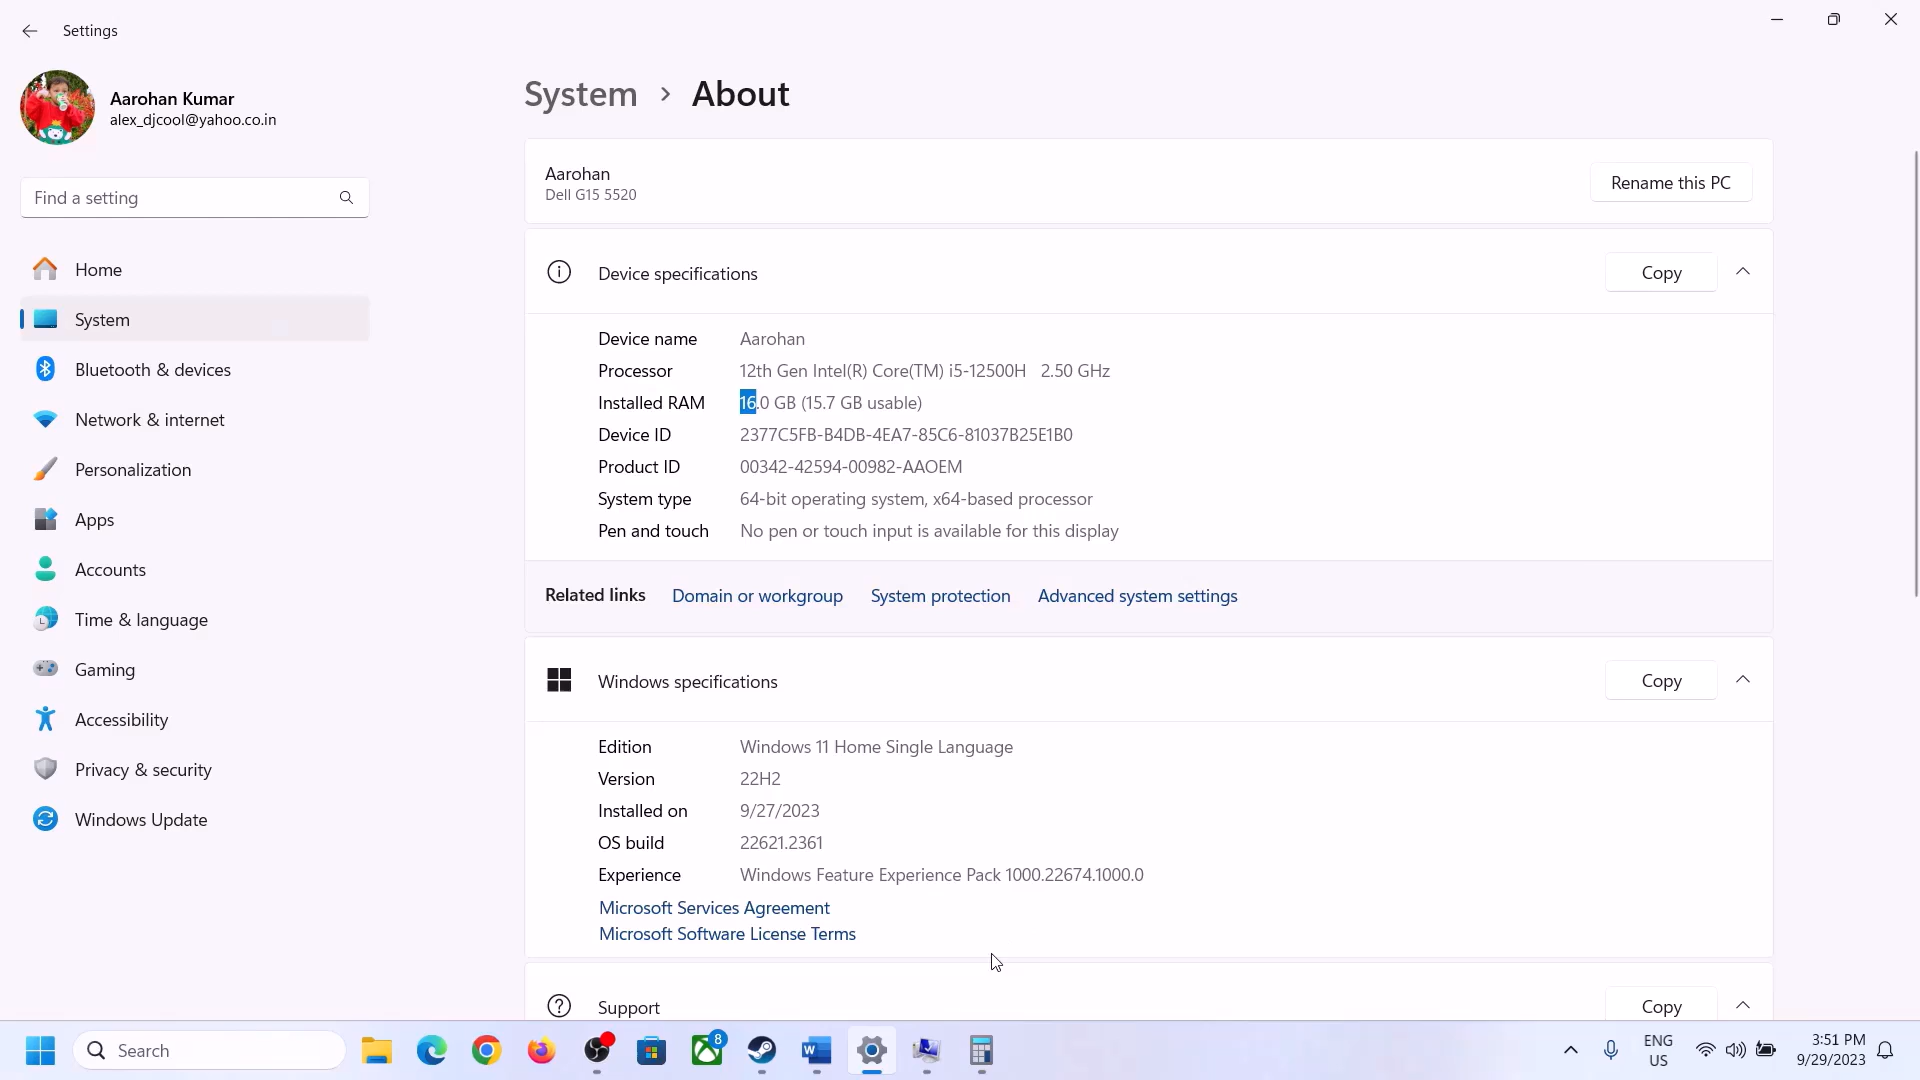 Settings
Aarohan Kumar
alex_djcool@yahoo.co.in
Find a setting
Home
System
Bluetooth & devices
Network & internet
Personalization
Apps
Accounts
Time & language
Gaming
Accessibility
Privacy & security
Windows Update
System > About
Aarohan
Dell G15 5520
Rename this PC
Device specifications
Copy
Device name Aarohan
Processor 12th Gen Intel(R) Core(TM) i5-12500H 2.50 GHz
Installed RAM 16.0 GB (15.7 GB usable)
Device ID 2377C5FB-B4DB-4EA7-85C6-81037B25E1B0
Product ID 00342-42594-00982-AAOEM
System type 64-bit operating system, x64-based processor
Pen and touch No pen or touch input is available for this display
Related links Domain or workgroup System protection Advanced system settings
Windows specifications
Copy
Edition Windows 11 Home Single Language
Version 22H2
Installed on 9/27/2023
OS build 22621.2361
Experience Windows Feature Experience Pack 1000.22674.1000.0
Microsoft Services Agreement
Microsoft Software License Terms
Support
Copy
Search
8
ENG
US
3:51 PM
9/29/2023